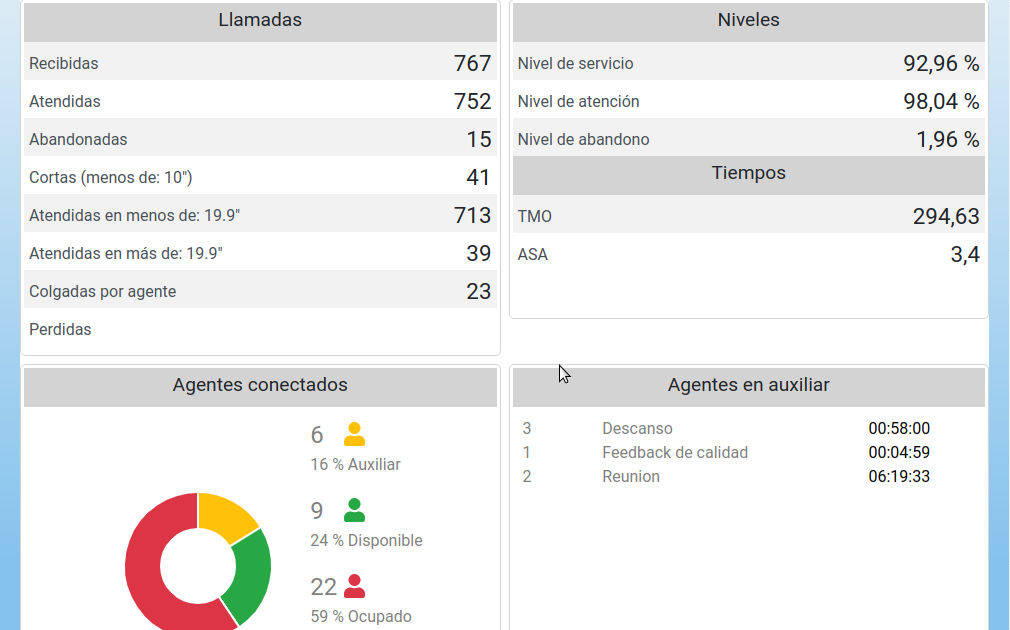 Llamadas
Recibidas 767
Atendidas 752
Abandonadas 15
Cortas (menos de: 10") 41
Atendidas en menos de: 19.9" 713
Atendidas en más de: 19.9" 39
Colgadas por agente 23
Perdidas
Niveles
Nivel de servicio 92,96 %
Nivel de atención 98,04 %
Nivel de abandono 1,96 %
Tiempos
TMO 294,63
ASA 3,4
Agentes conectados
6
16 % Auxiliar
9
24 % Disponible
22
59 % Ocupado
Agentes en auxiliar
3 Descanso 00:58:00
1 Feedback de calidad 00:04:59
2 Reunion 06:19:33